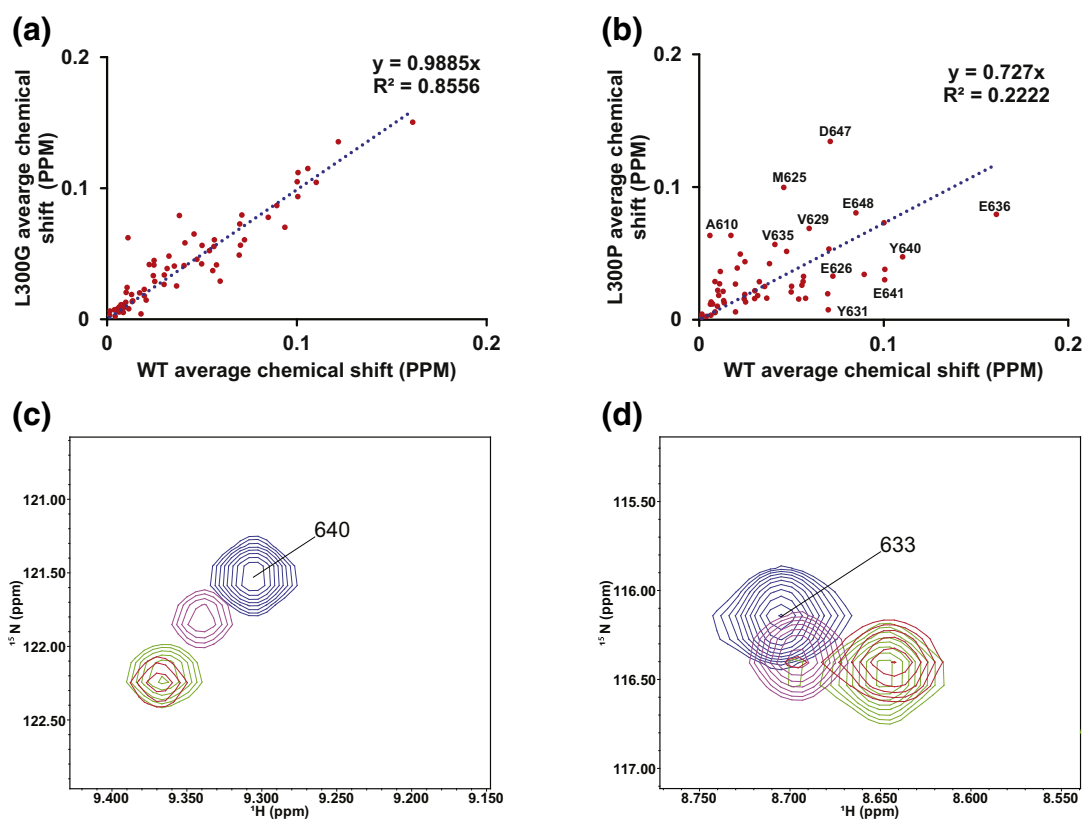 (a)
0.2
y = 0.9885x
R² = 0.8556
L300G avearge chemical
shift (PPM)
0.1
0
0
0.1
0.2
WT average chemical shift (PPM)
(b)
0.2
y = 0.727x
R² = 0.2222
L300P average chemical
shift (PPM)
D647
M625
0.1
E648
V629
E636
A610
V635
Y640
E626
E641
Y631
0
0
0.1
0.2
WT average chemical shift (PPM)
(c)
121.00
640
121.50
¹⁵N (ppm)
122.00
122.50
9.400
9.350
9.300
9.250
9.200
9.150
¹H (ppm)
(d)
115.50
633
116.00
¹⁵N (ppm)
116.50
117.00
8.750
8.700
8.650
8.600
8.550
¹H (ppm)